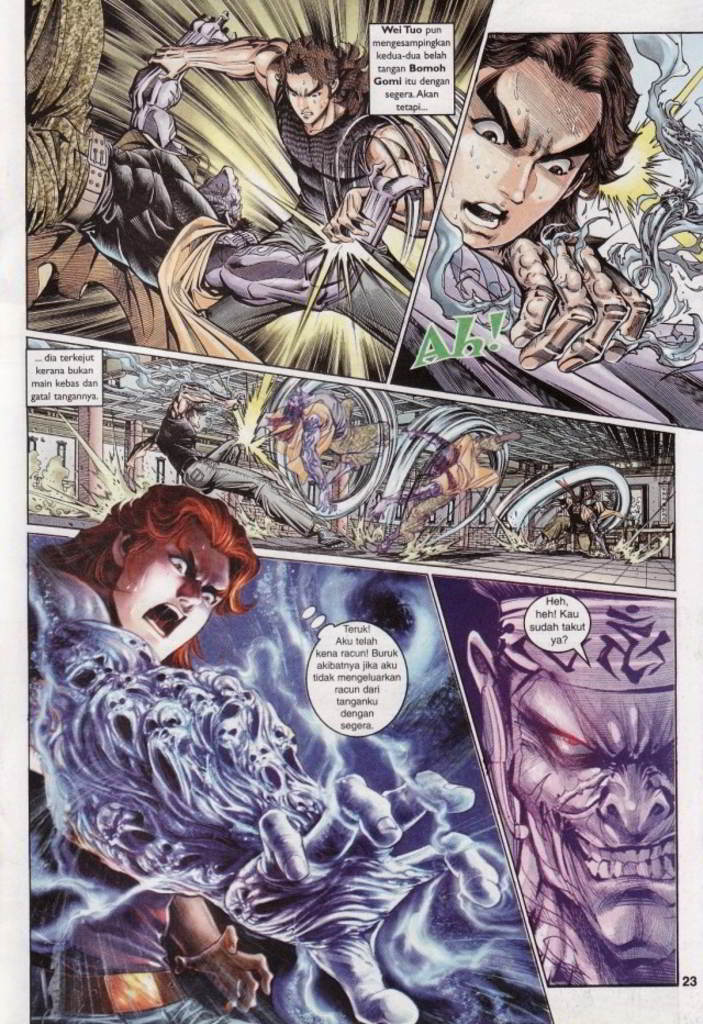 Wei Tuo pun
mengesampingkan
kedua-dua belah
tangan Bomoh
Gomi itu dengan
segera. Akan
tetapi...
Ah!
... dia terkejut
kerana bukan
main kebas dan
gatal tangannya.
Teruk!
Aku telah
kena racun! Buruk
akibatnya jika aku
tidak mengeluarkan
racun dari
tanganku
dengan
segera.
Heh,
heh! Kau
sudah takut
ya?
23